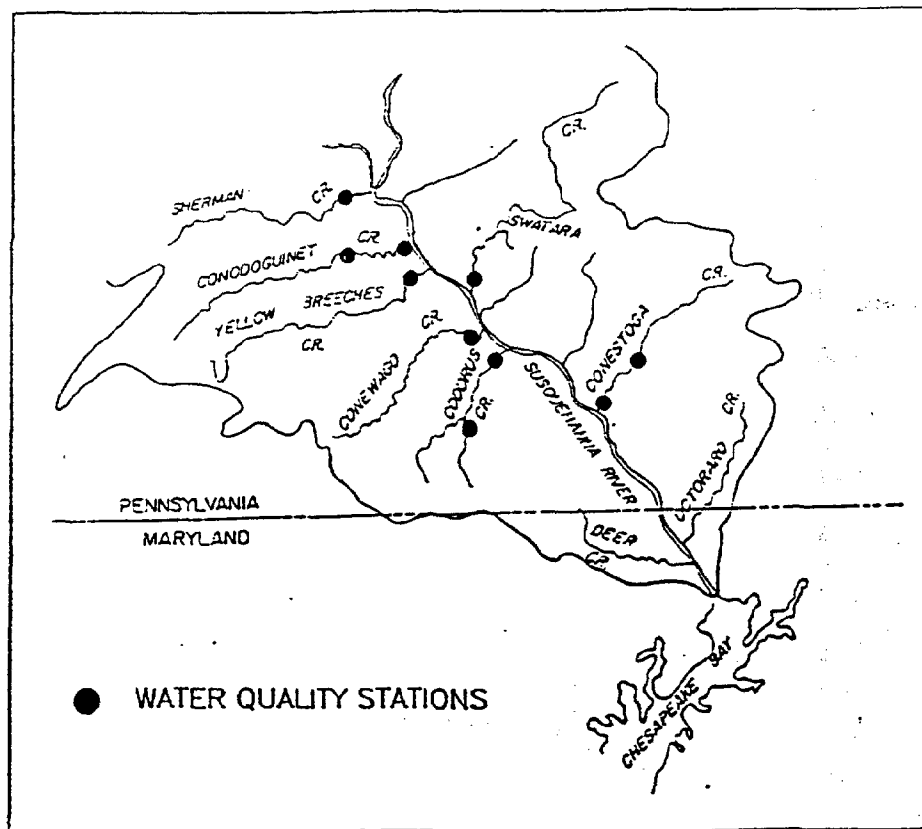 CR.
SHERMAN CR.
SWATARA
CONODOGUINET CR.
CR.
YELLOW BREECHES
CR.
CONEWAGO CR.
CODORUS CR.
CONESTOGA
SUSQUEHANNA RIVER
CR.
OCTORARO
PENNSYLVANIA
MARYLAND
DEER
CR.
WATER QUALITY STATIONS
CHESAPEAKE BAY